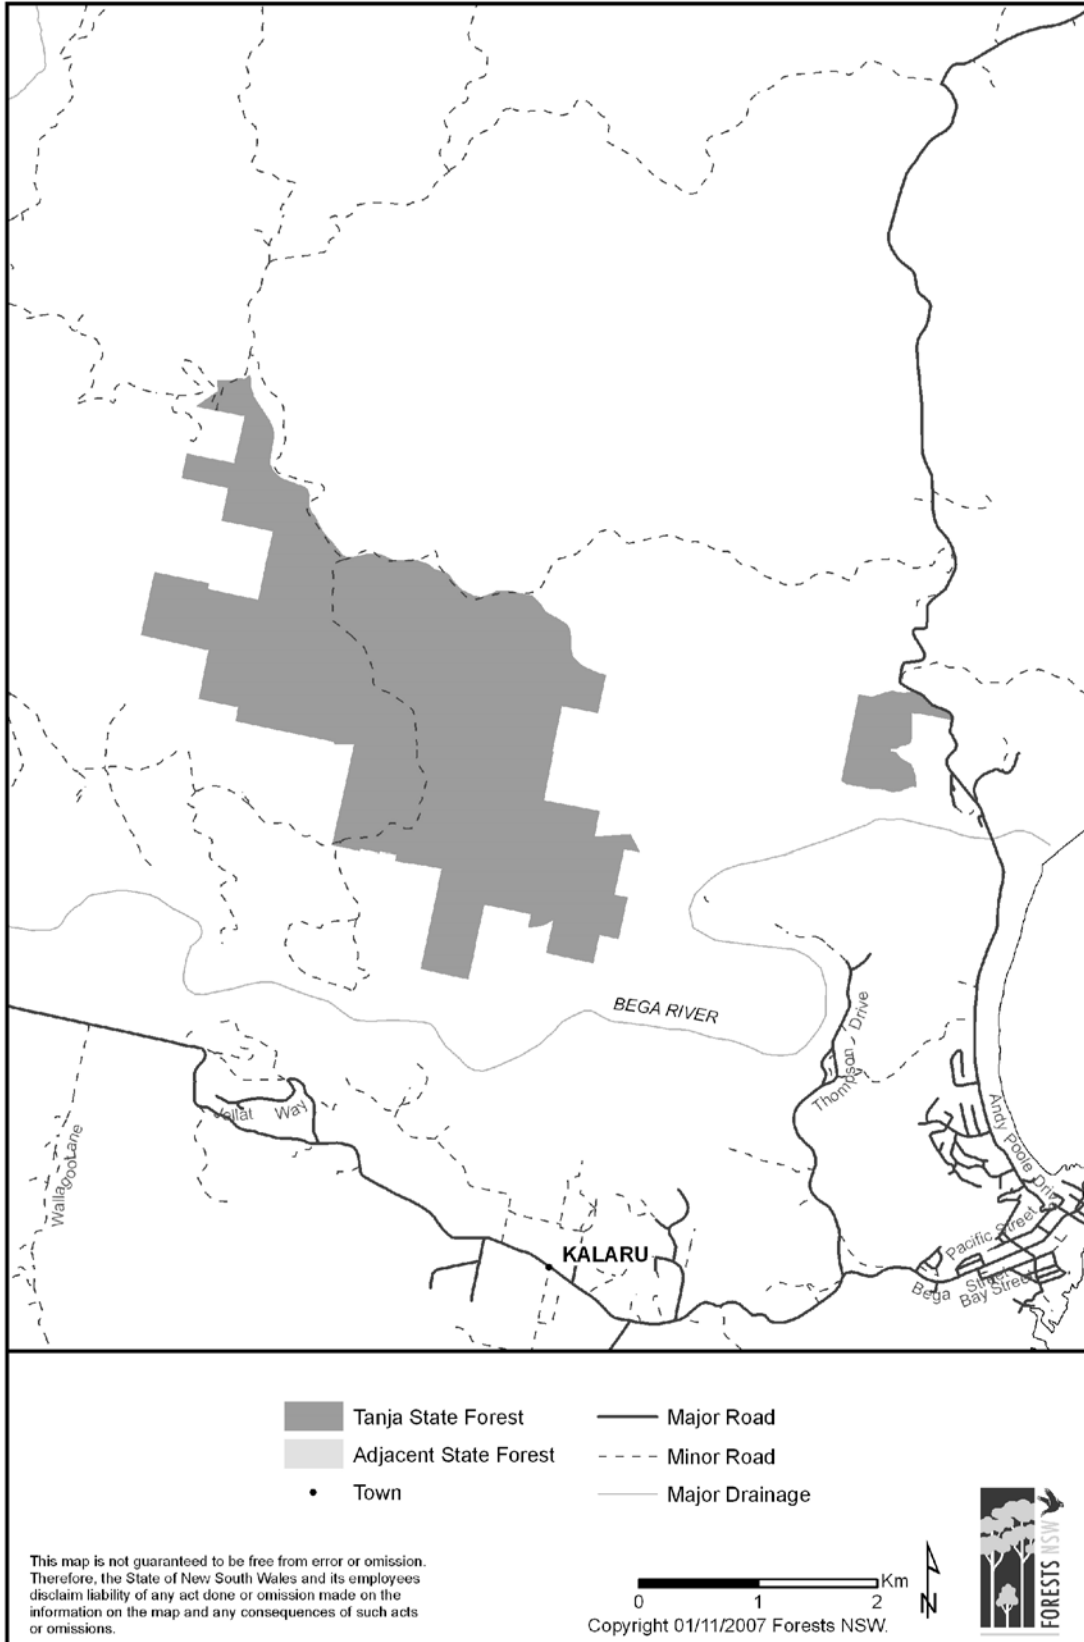 BEGA RIVER
Thompson Drive
Yellat Way
Wallagoot Lane
Andy Poole Drive
Pacific Street
KALARU
Bega Street
Bay Street
Tanja State Forest
Adjacent State Forest
Town
Major Road
Minor Road
Major Drainage
This map is not guaranteed to be free from error or omission.
Therefore, the State of New South Wales and its employees
disclaim liability of any act done or omission made on the
information on the map and any consequences of such acts
or omissions.
0 1 2 Km
N
Copyright 01/11/2007 Forests NSW.
FORESTS NSW